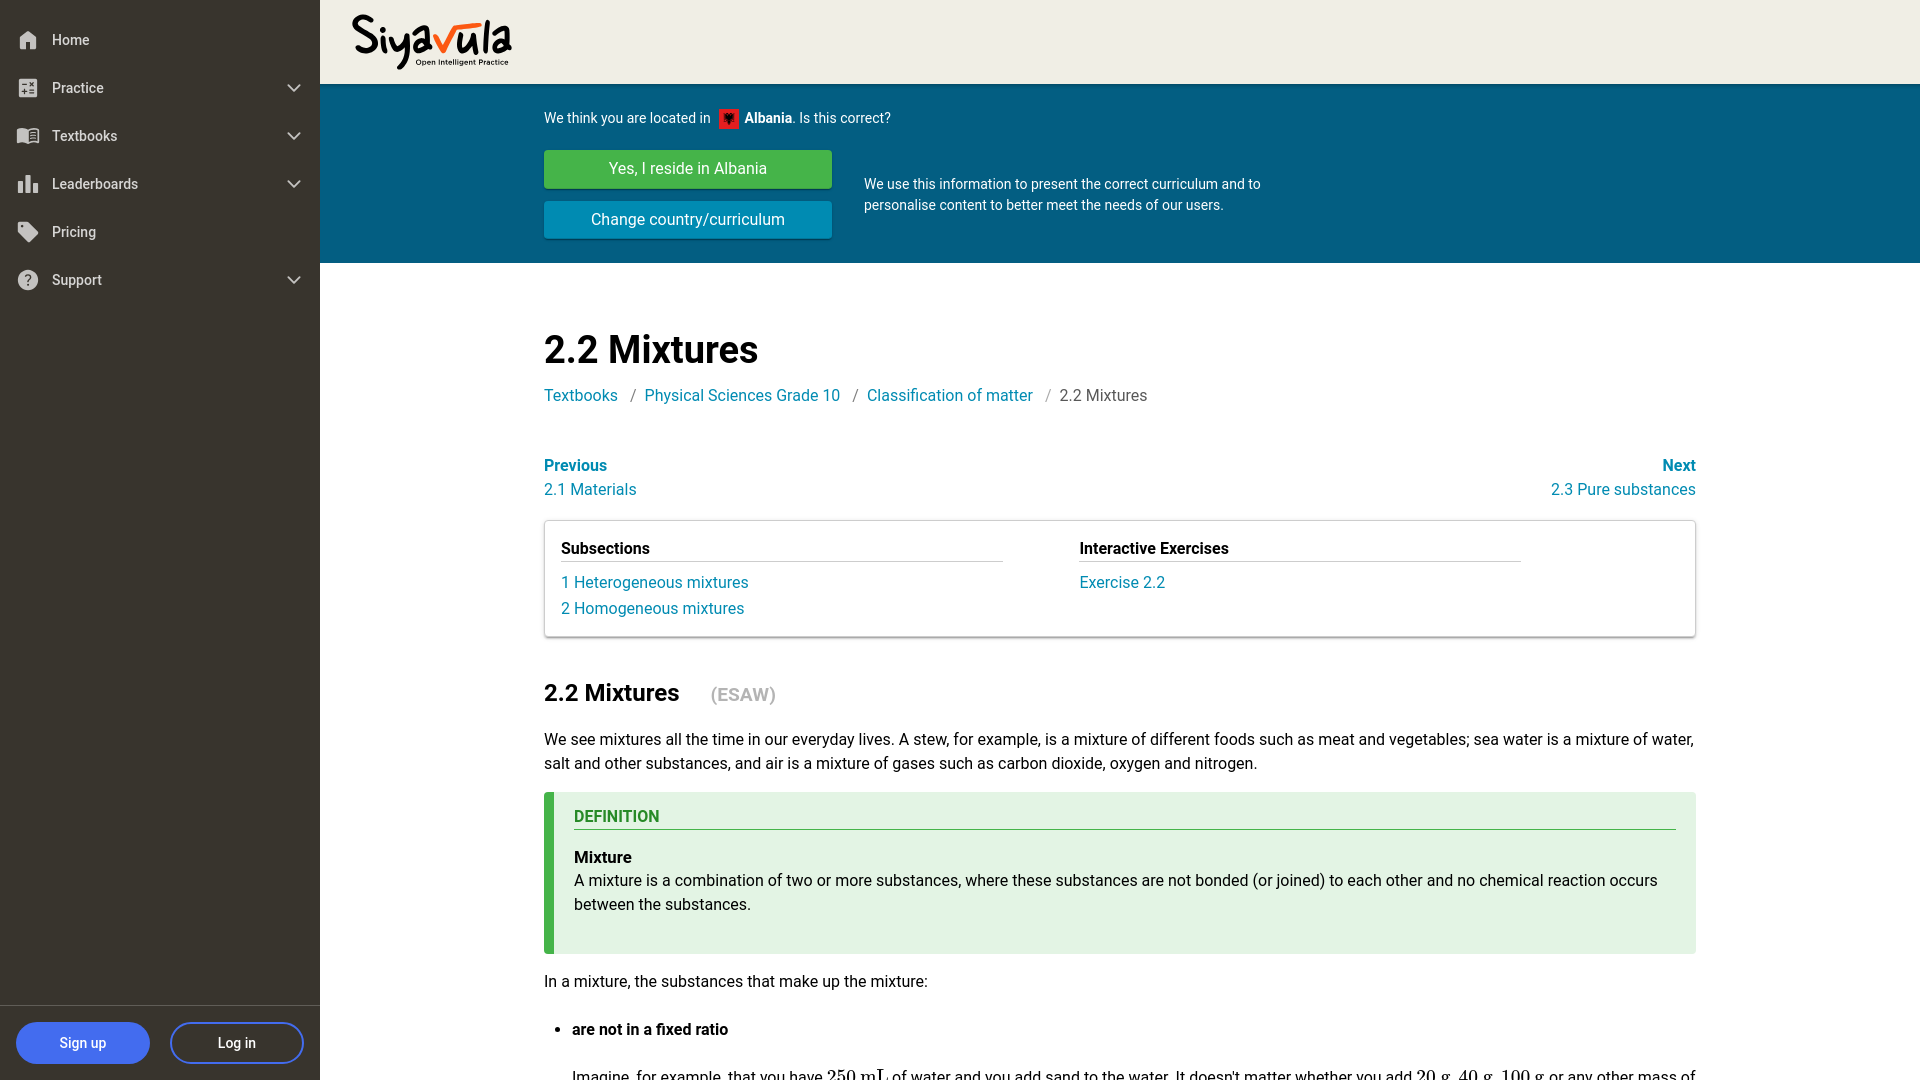 Home
Practice
Textbooks
Leaderboards
Pricing
Support
Sign up
Log in
Siyavula
Open Intelligent Practice
We think you are located in Albania. Is this correct?
Yes, I reside in Albania
Change country/curriculum
We use this information to present the correct curriculum and to
personalise content to better meet the needs of our users.
2.2 Mixtures
Textbooks / Physical Sciences Grade 10 / Classification of matter / 2.2 Mixtures
Previous
2.1 Materials
Next
2.3 Pure substances
Subsections
1 Heterogeneous mixtures
2 Homogeneous mixtures
Interactive Exercises
Exercise 2.2
2.2 Mixtures (ESAW)
We see mixtures all the time in our everyday lives. A stew, for example, is a mixture of different foods such as meat and vegetables; sea water is a mixture of water,
salt and other substances, and air is a mixture of gases such as carbon dioxide, oxygen and nitrogen.
DEFINITION
Mixture
A mixture is a combination of two or more substances, where these substances are not bonded (or joined) to each other and no chemical reaction occurs
between the substances.
In a mixture, the substances that make up the mixture:
• are not in a fixed ratio
Imagine, for example, that you have 250 mL of water and you add sand to the water. It doesn't matter whether you add 20 g, 40 g, 100 g or any other mass of